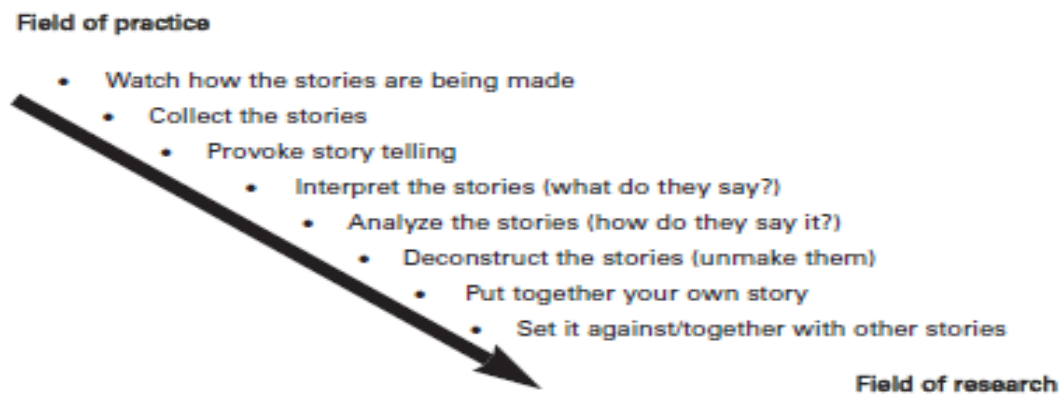 Field of practice
• Watch how the stories are being made
• Collect the stories
• Provoke story telling
• Interpret the stories (what do they say?)
• Analyze the stories (how do they say it?)
• Deconstruct the stories (unmake them)
• Put together your own story
• Set it against/together with other stories
Field of research